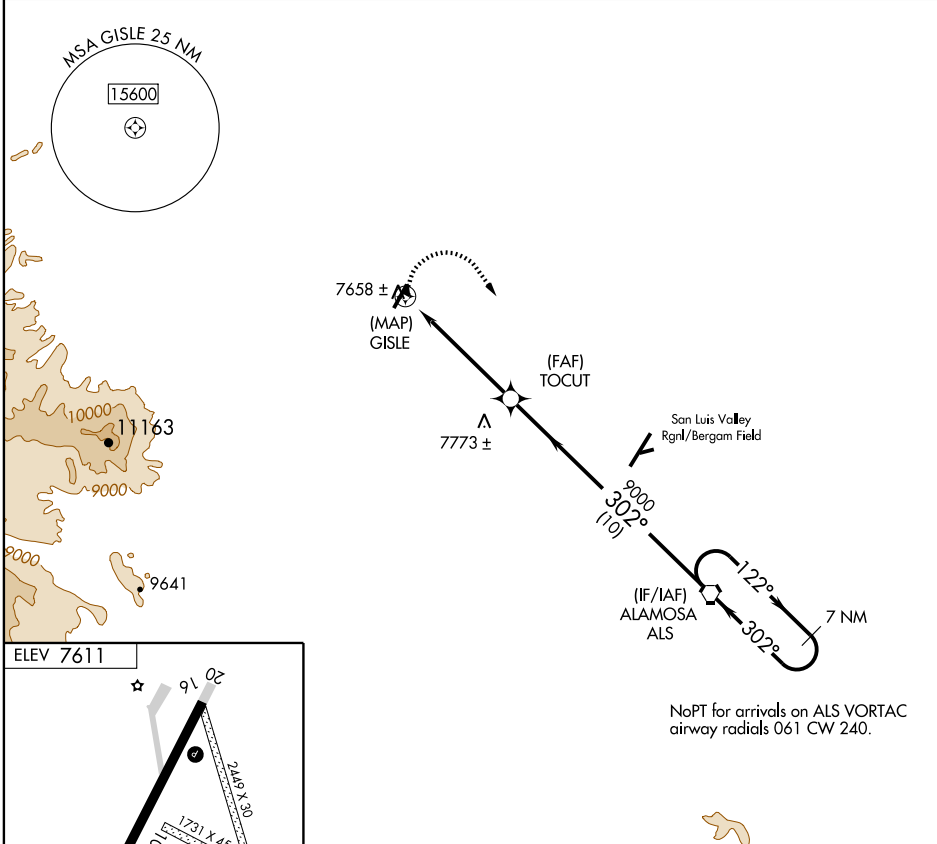 MSA GISLE 25 NM
15600
7658 ±
(MAP)
GISLE
(FAF)
TOCUT
7773 ±
San Luis Valley
Rgnl/Bergam Field
10000
11163
9000
9000
302°
(10)
9000
9641
(IF/IAF)
ALAMOSA
ALS
122°
302°
7 NM
NoPT for arrivals on ALS VORTAC
airway radials 061 CW 240.
ELEV 7611
16
20
P
2449 X 30
1731 X 45